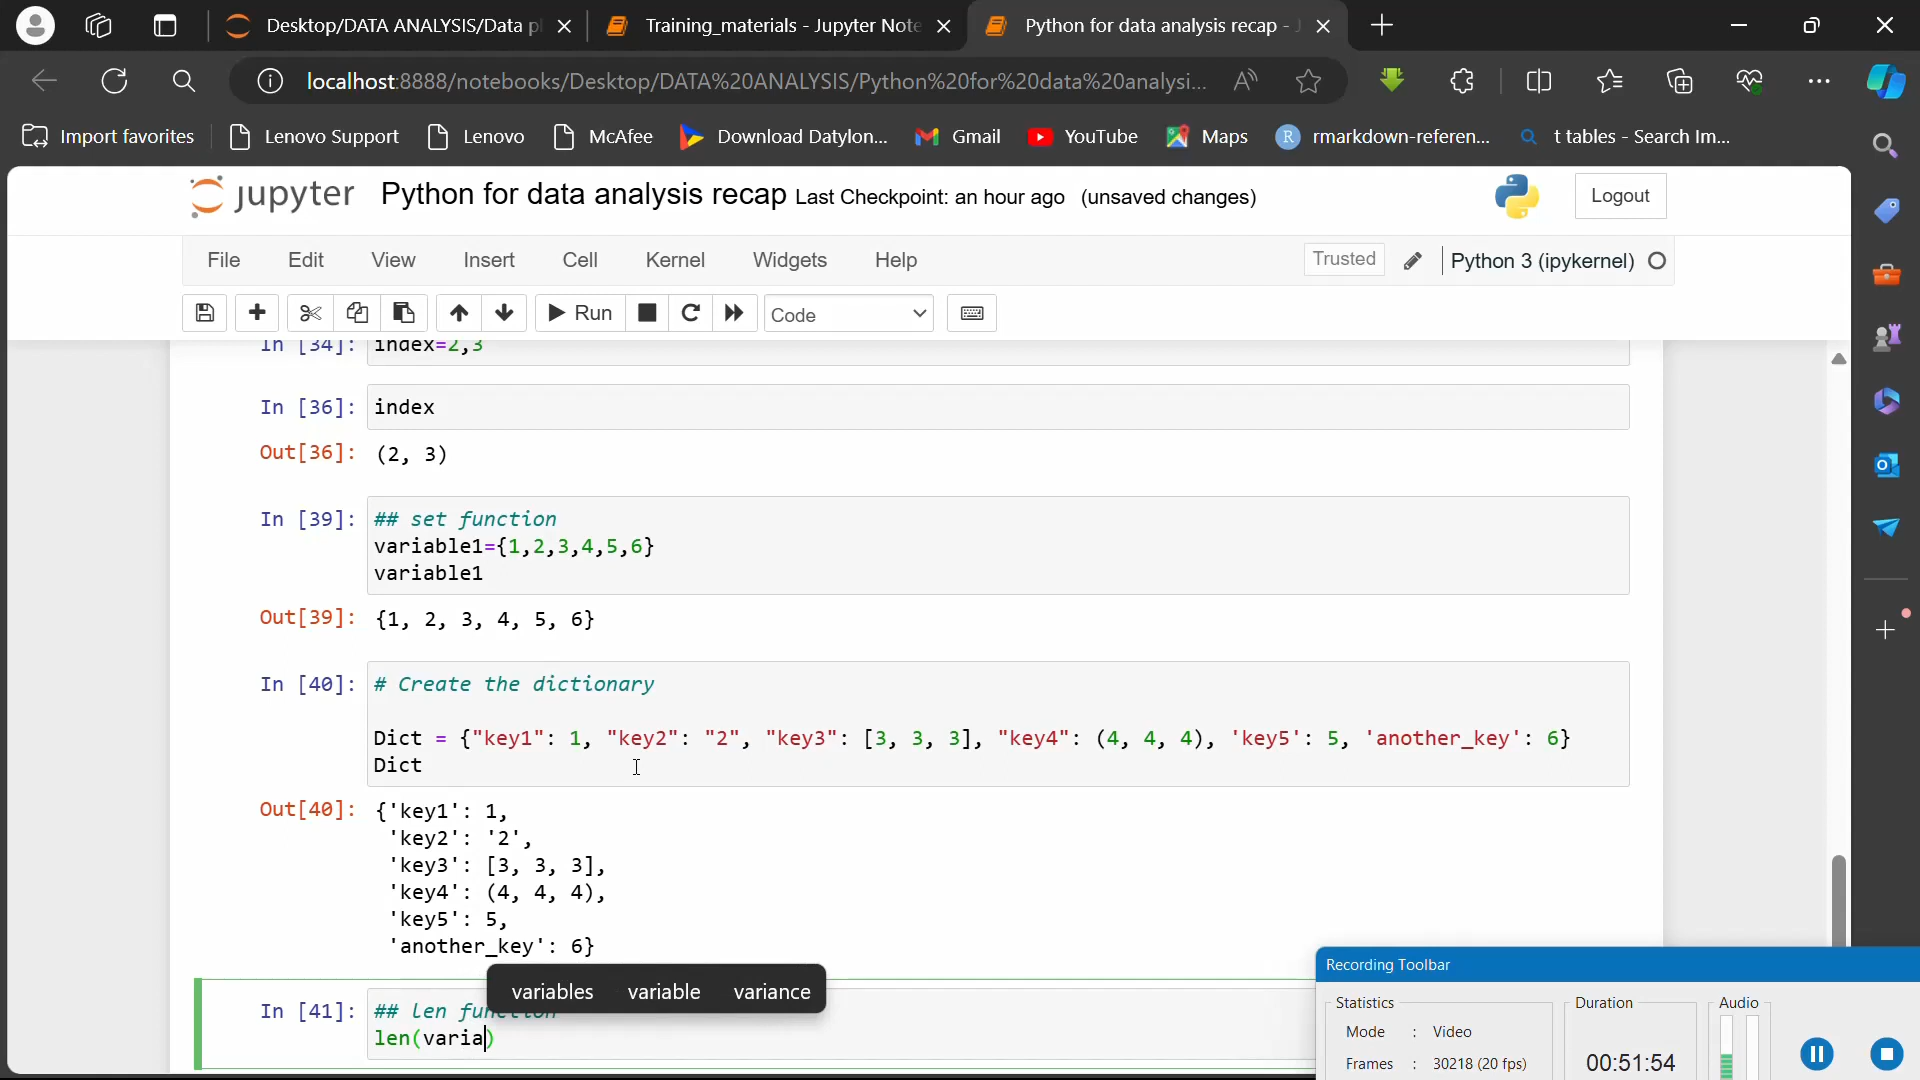 Desktop/DATA ANALYSIS/Data p
Training_materials - Jupyter Note
Python for data analysis recap -
localhost:8888/notebooks/Desktop/DATA%20ANALYSIS/Python%20for%20data%20analysi...
Import favorites
Lenovo Support
Lenovo
McAfee
Download Datylon...
Gmail
YouTube
Maps
R rmarkdown-referen...
t tables - Search Im...
jupyter Python for data analysis recap Last Checkpoint: an hour ago (unsaved changes)
Logout
File Edit View Insert Cell Kernel Widgets Help
Trusted
Python 3 (ipykernel)
Run
Code
In [34]: index=2,3
In [36]: index
Out[36]: (2, 3)
In [39]: ## set function
variable1={1,2,3,4,5,6}
variable1
Out[39]: {1, 2, 3, 4, 5, 6}
In [40]: # Create the dictionary
Dict = {"key1": 1, "key2": "2", "key3": [3, 3, 3], "key4": (4, 4, 4), 'key5': 5, 'another_key': 6}
Dict
Out[40]: {'key1': 1,
'key2': '2',
'key3': [3, 3, 3],
'key4': (4, 4, 4),
'key5': 5,
'another_key': 6}
variables variable variance
In [41]: ## len function
len(varia)
Recording Toolbar
Statistics
Mode : Video
Frames : 30218 (20 fps)
Duration
00:51:54
Audio